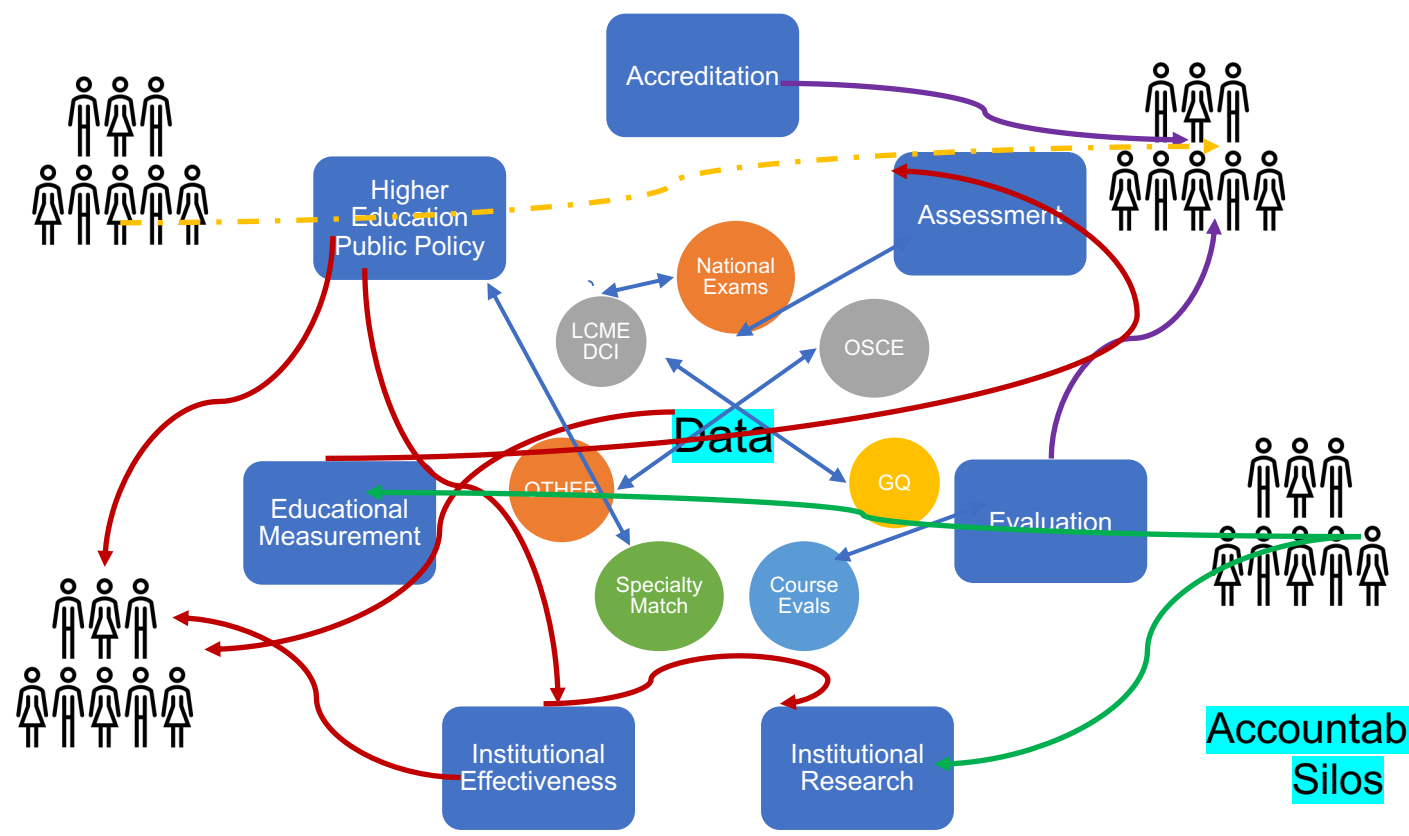 Accreditation
Higher
Education
Public Policy
Assessment
National
Exams
LCME
DCI
OSCE
Data
OTHER
GQ
Educational
Measurement
Evaluation
Specialty
Match
Course
Evals
Institutional
Effectiveness
Institutional
Research
Accountab
Silos